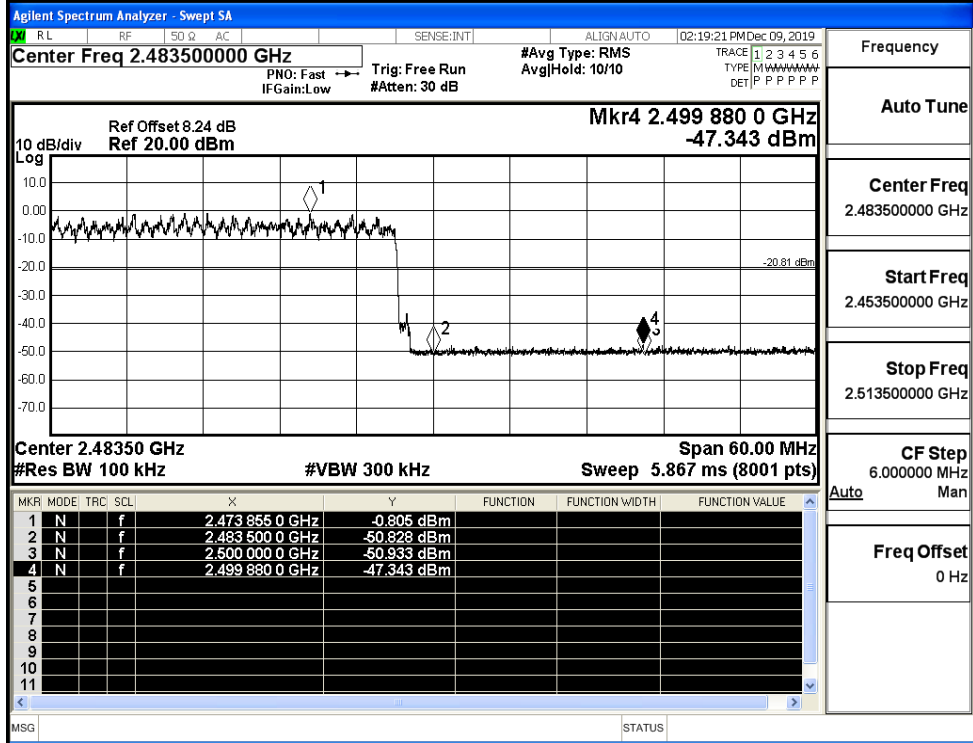 Agilent Spectrum Analyzer - Swept SA
LXI RL RF 50 Ω AC SENSE:INT ALIGN AUTO 02:19:21 PM Dec 09, 2019
Center Freq 2.483500000 GHz
PNO: Fast
IFGain:Low
Trig: Free Run
#Atten: 30 dB
#Avg Type: RMS
Avg|Hold: 10/10
TRACE 1 2 3 4 5 6
TYPE M WWWWW
DET P P P P P P
Frequency
Auto Tune
Center Freq
2.483500000 GHz
Start Freq
2.453500000 GHz
Stop Freq
2.513500000 GHz
CF Step
6.000000 MHz
Auto Man
Freq Offset
0 Hz
Mkr4 2.499 880 0 GHz
-47.343 dBm
Ref Offset 8.24 dB
10 dB/div Ref 20.00 dBm
Log
10.0
0.00
-10.0
-20.0
-30.0
-40.0
-50.0
-60.0
-70.0
1
-20.81 dBm
2
4
3
Center 2.48350 GHz Span 60.00 MHz
#Res BW 100 kHz #VBW 300 kHz Sweep 5.867 ms (8001 pts)
MKR MODE TRC SCL X Y FUNCTION FUNCTION WIDTH FUNCTION VALUE
1 N f 2.473 855 0 GHz -0.805 dBm
2 N f 2.483 500 0 GHz -50.828 dBm
3 N f 2.500 000 0 GHz -50.933 dBm
4 N f 2.499 880 0 GHz -47.343 dBm
5
6
7
8
9
10
11
MSG STATUS